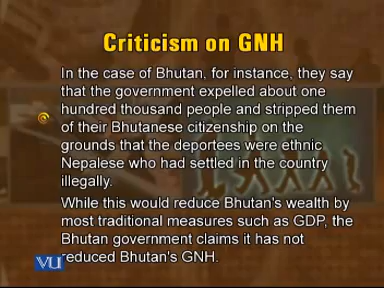 Criticism on GNH
In the case of Bhutan, for instance, they say
that the government expelled about one
hundred thousand people and stripped them
of their Bhutanese citizenship on the
grounds that the deportees were ethnic
Nepalese who had settled in the country
illegally.
While this would reduce Bhutan's wealth by
most traditional measures such as GDP, the
Bhutan government claims it has not
reduced Bhutan's GNH.
VU